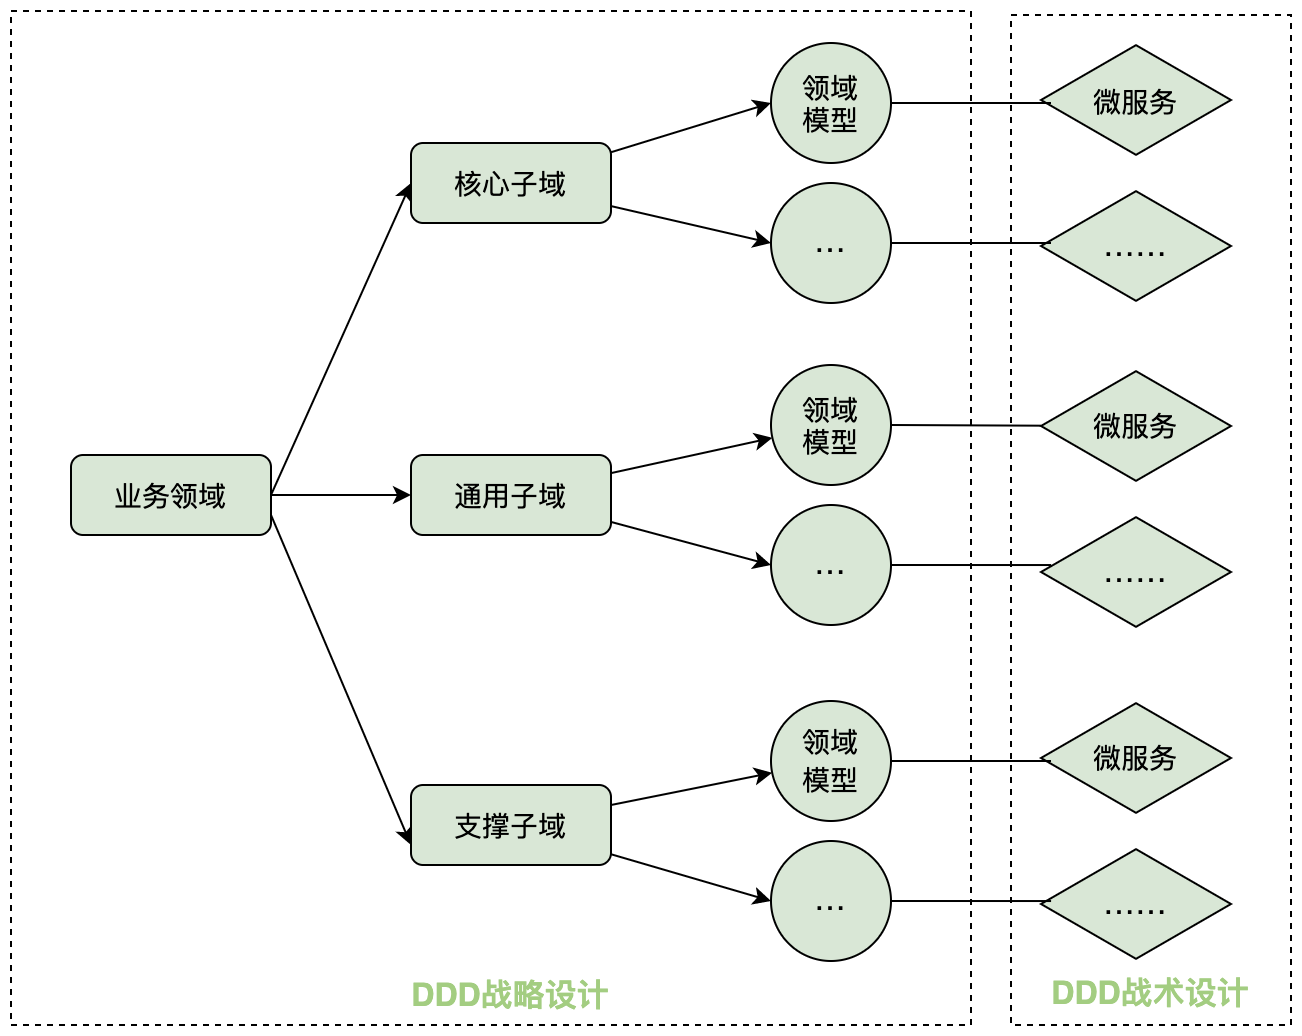 业务领域
核心子域
领域
模型
微服务
...
......
通用子域
领域
模型
微服务
...
......
支撑子域
领域
模型
微服务
...
......
DDD战略设计
DDD战术设计